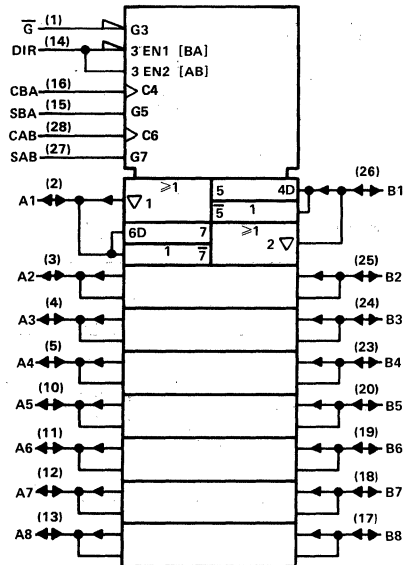 G̅ (1) G3
DIR (14) 3 EN1 [BA]
3 EN2 [AB]
CBA (16) C4
SBA (15) G5
CAB (28) C6
SAB (27) G7
A1 (2) ≥1 5 4D (26) B1
▽ 1 5̅ 1
6D 7 ≥1
1 7̅ 2 ▽
A2 (3) (25) B2
A3 (4) (24) B3
A4 (5) (23) B4
A5 (10) (20) B5
A6 (11) (19) B6
A7 (12) (18) B7
A8 (13) (17) B8